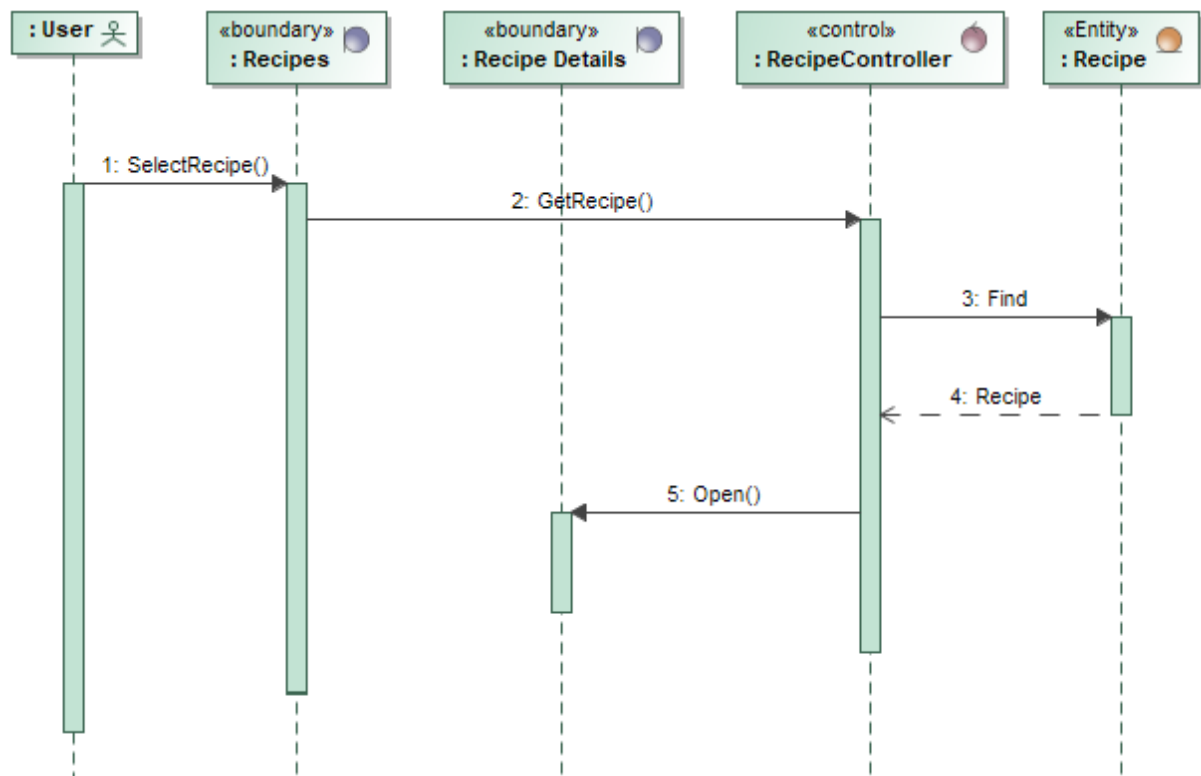 : User
«boundary»
: Recipes
«boundary»
: Recipe Details
«control»
: RecipeController
«Entity»
: Recipe
1: SelectRecipe()
2: GetRecipe()
3: Find
4: Recipe
5: Open()